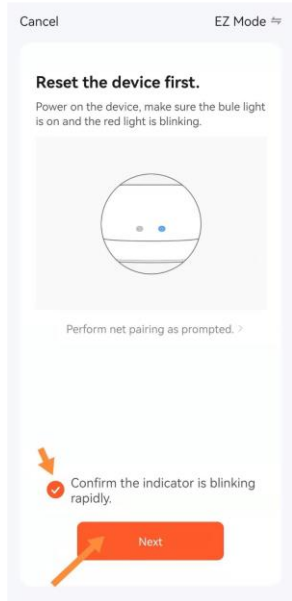 Cancel
EZ Mode
Reset the device first.
Power on the device, make sure the bule light
is on and the red light is blinking.
Perform net pairing as prompted.
Confirm the indicator is blinking
rapidly.
Next